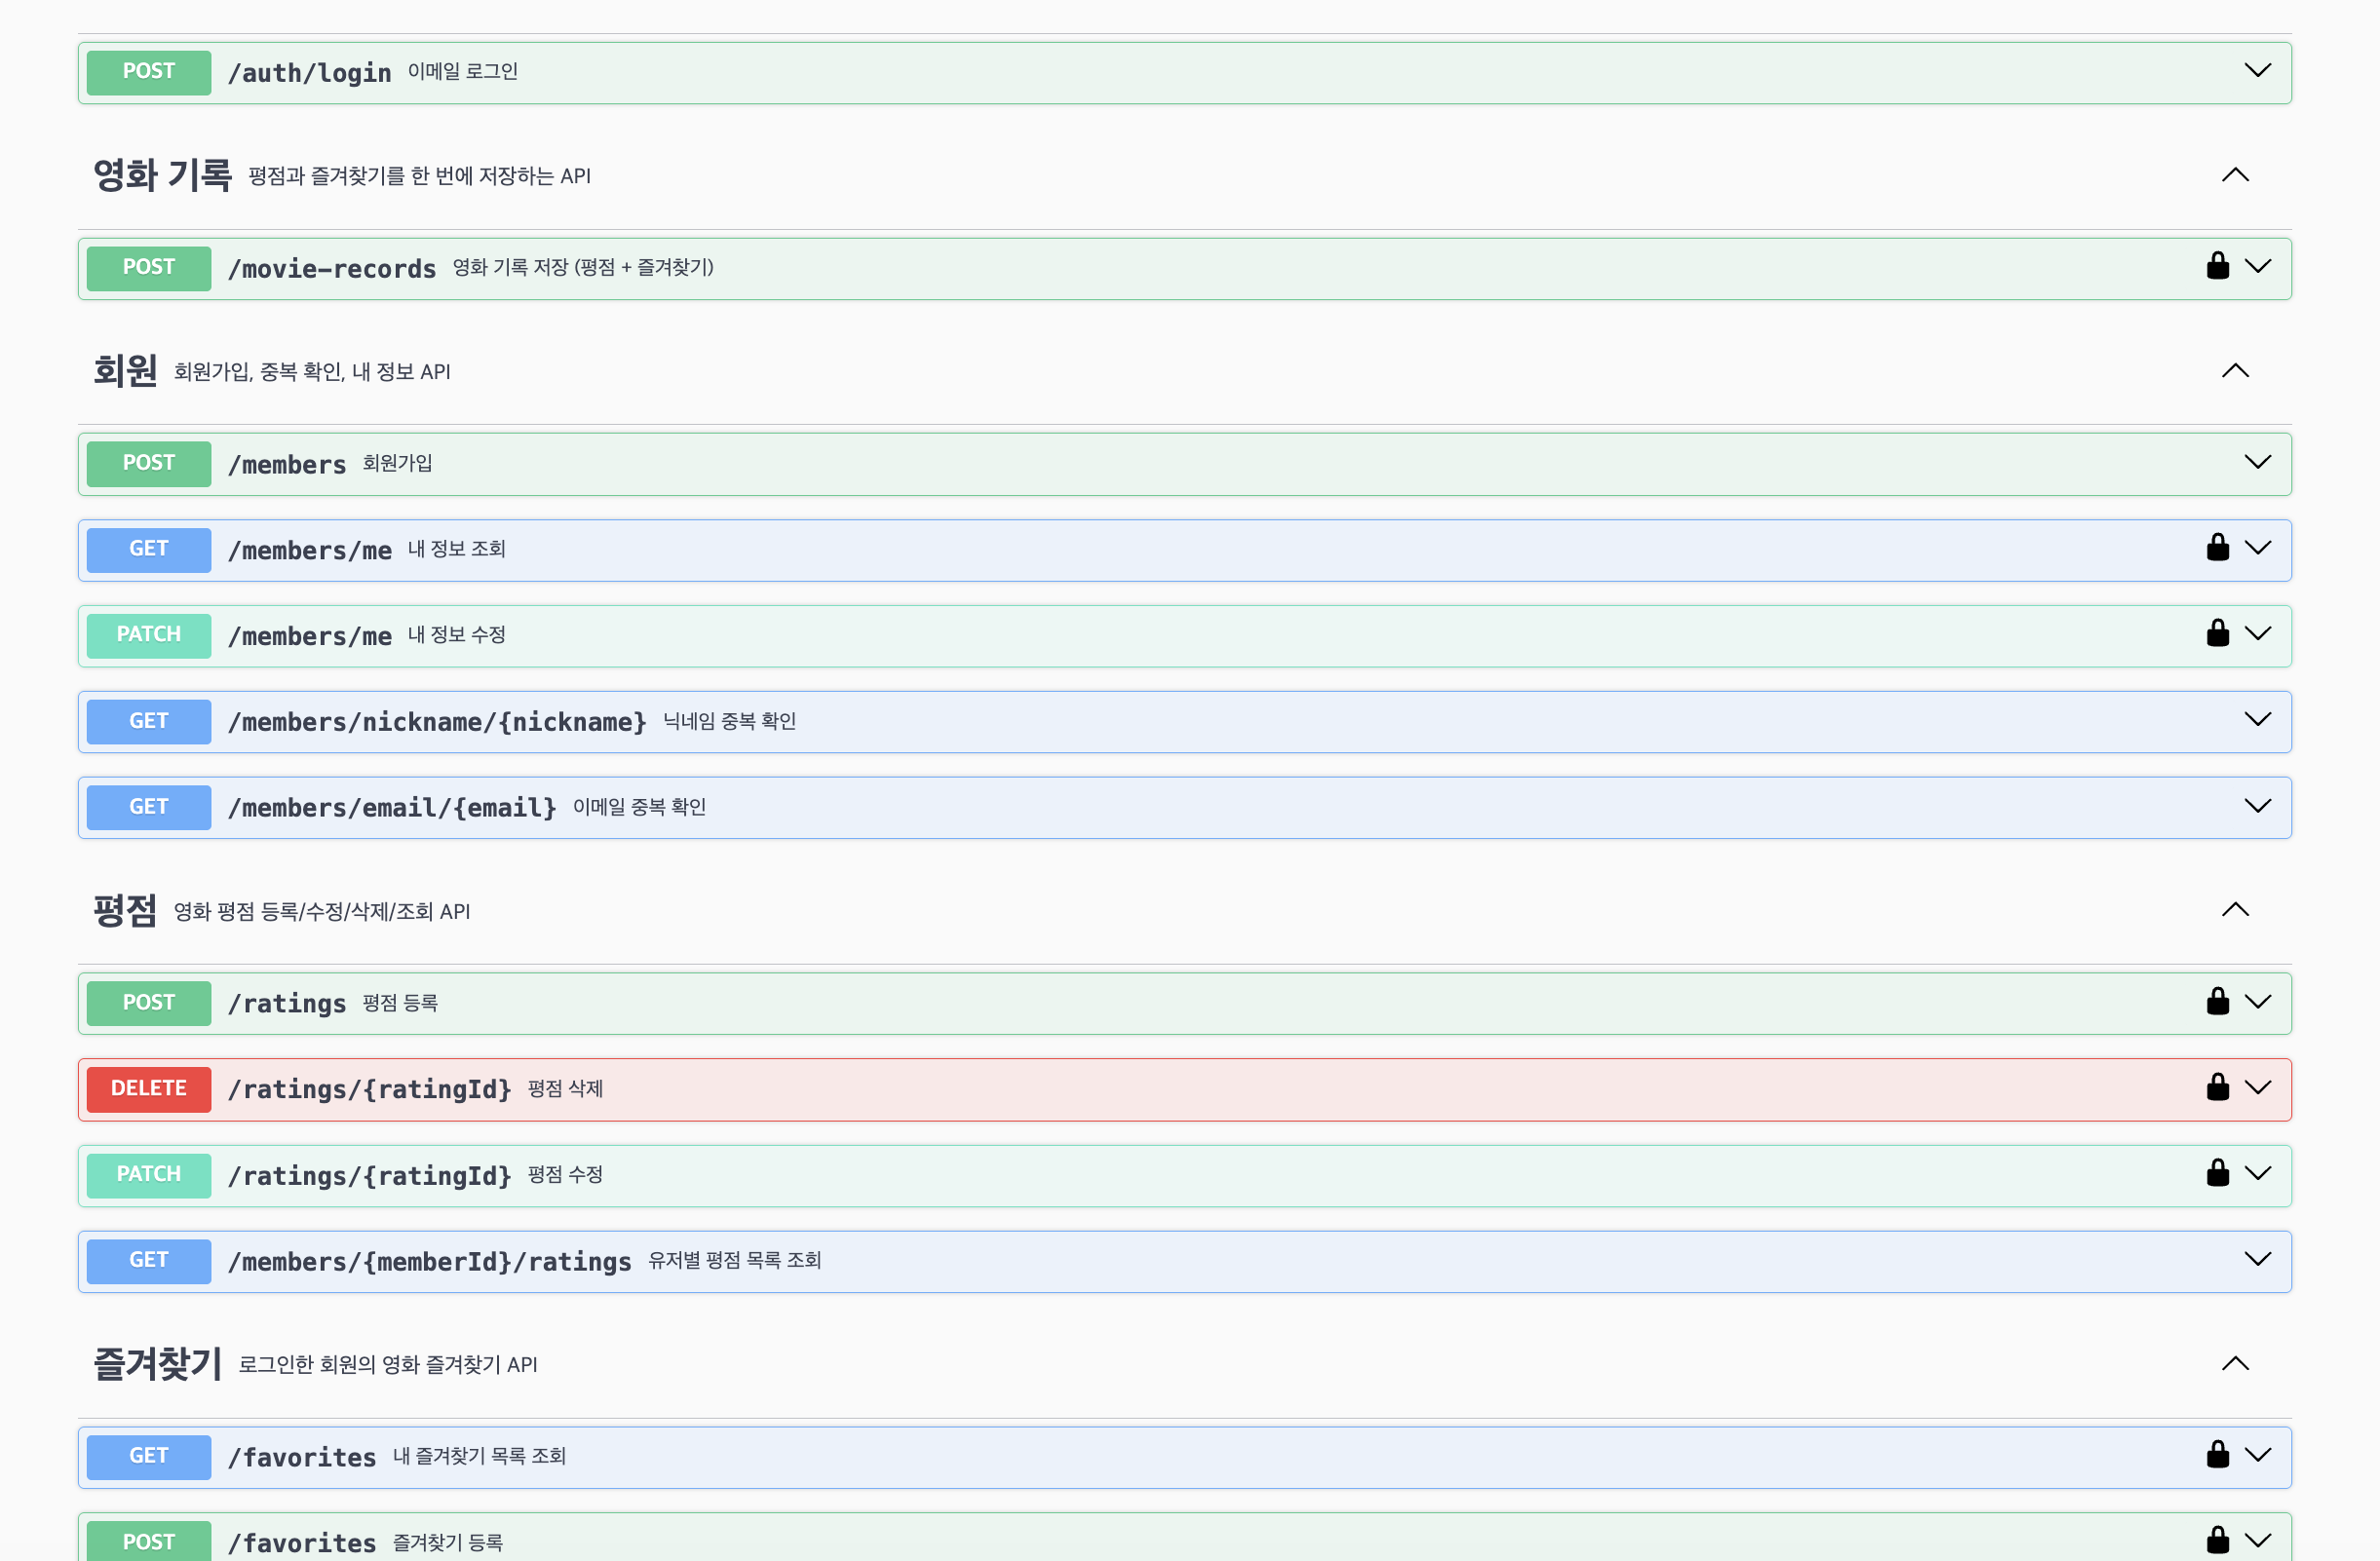 POST /auth/login 이메일 로그인
영화 기록 평점과 즐겨찾기를 한 번에 저장하는 API
POST /movie-records 영화 기록 저장 (평점 + 즐겨찾기)
회원 회원가입, 중복 확인, 내 정보 API
POST /members 회원가입
GET /members/me 내 정보 조회
PATCH /members/me 내 정보 수정
GET /members/nickname/{nickname} 닉네임 중복 확인
GET /members/email/{email} 이메일 중복 확인
평점 영화 평점 등록/수정/삭제/조회 API
POST /ratings 평점 등록
DELETE /ratings/{ratingId} 평점 삭제
PATCH /ratings/{ratingId} 평점 수정
GET /members/{memberId}/ratings 유저별 평점 목록 조회
즐겨찾기 로그인한 회원의 영화 즐겨찾기 API
GET /favorites 내 즐겨찾기 목록 조회
POST /favorites 즐겨찾기 등록